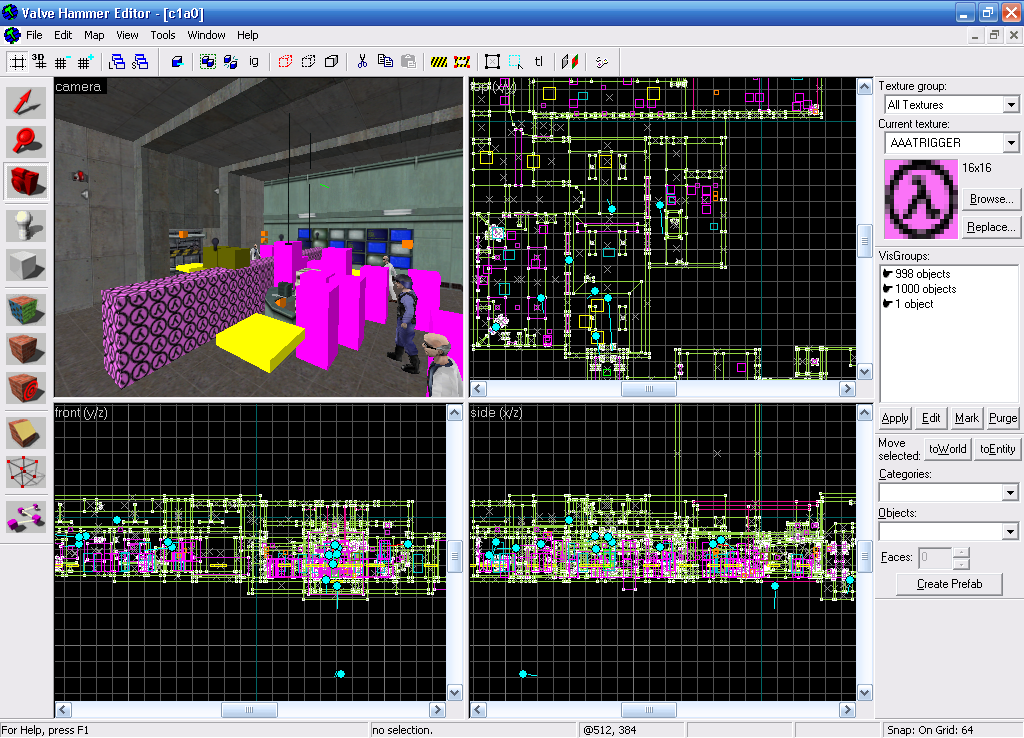 Valve Hammer Editor - [c1a0]
File Edit Map View Tools Window Help
3D ig tl
camera
front (y/z)
side (x/z)
Texture group:
All Textures
Current texture:
AAATRIGGER
16x16
Browse...
Replace...
VisGroups:
998 objects
1000 objects
1 object
Apply Edit Mark Purge
Move
selected: toWorld toEntity
Categories:
Objects:
Faces: 0
Create Prefab
For Help, press F1 no selection. @512, 384 Snap: On Grid: 64